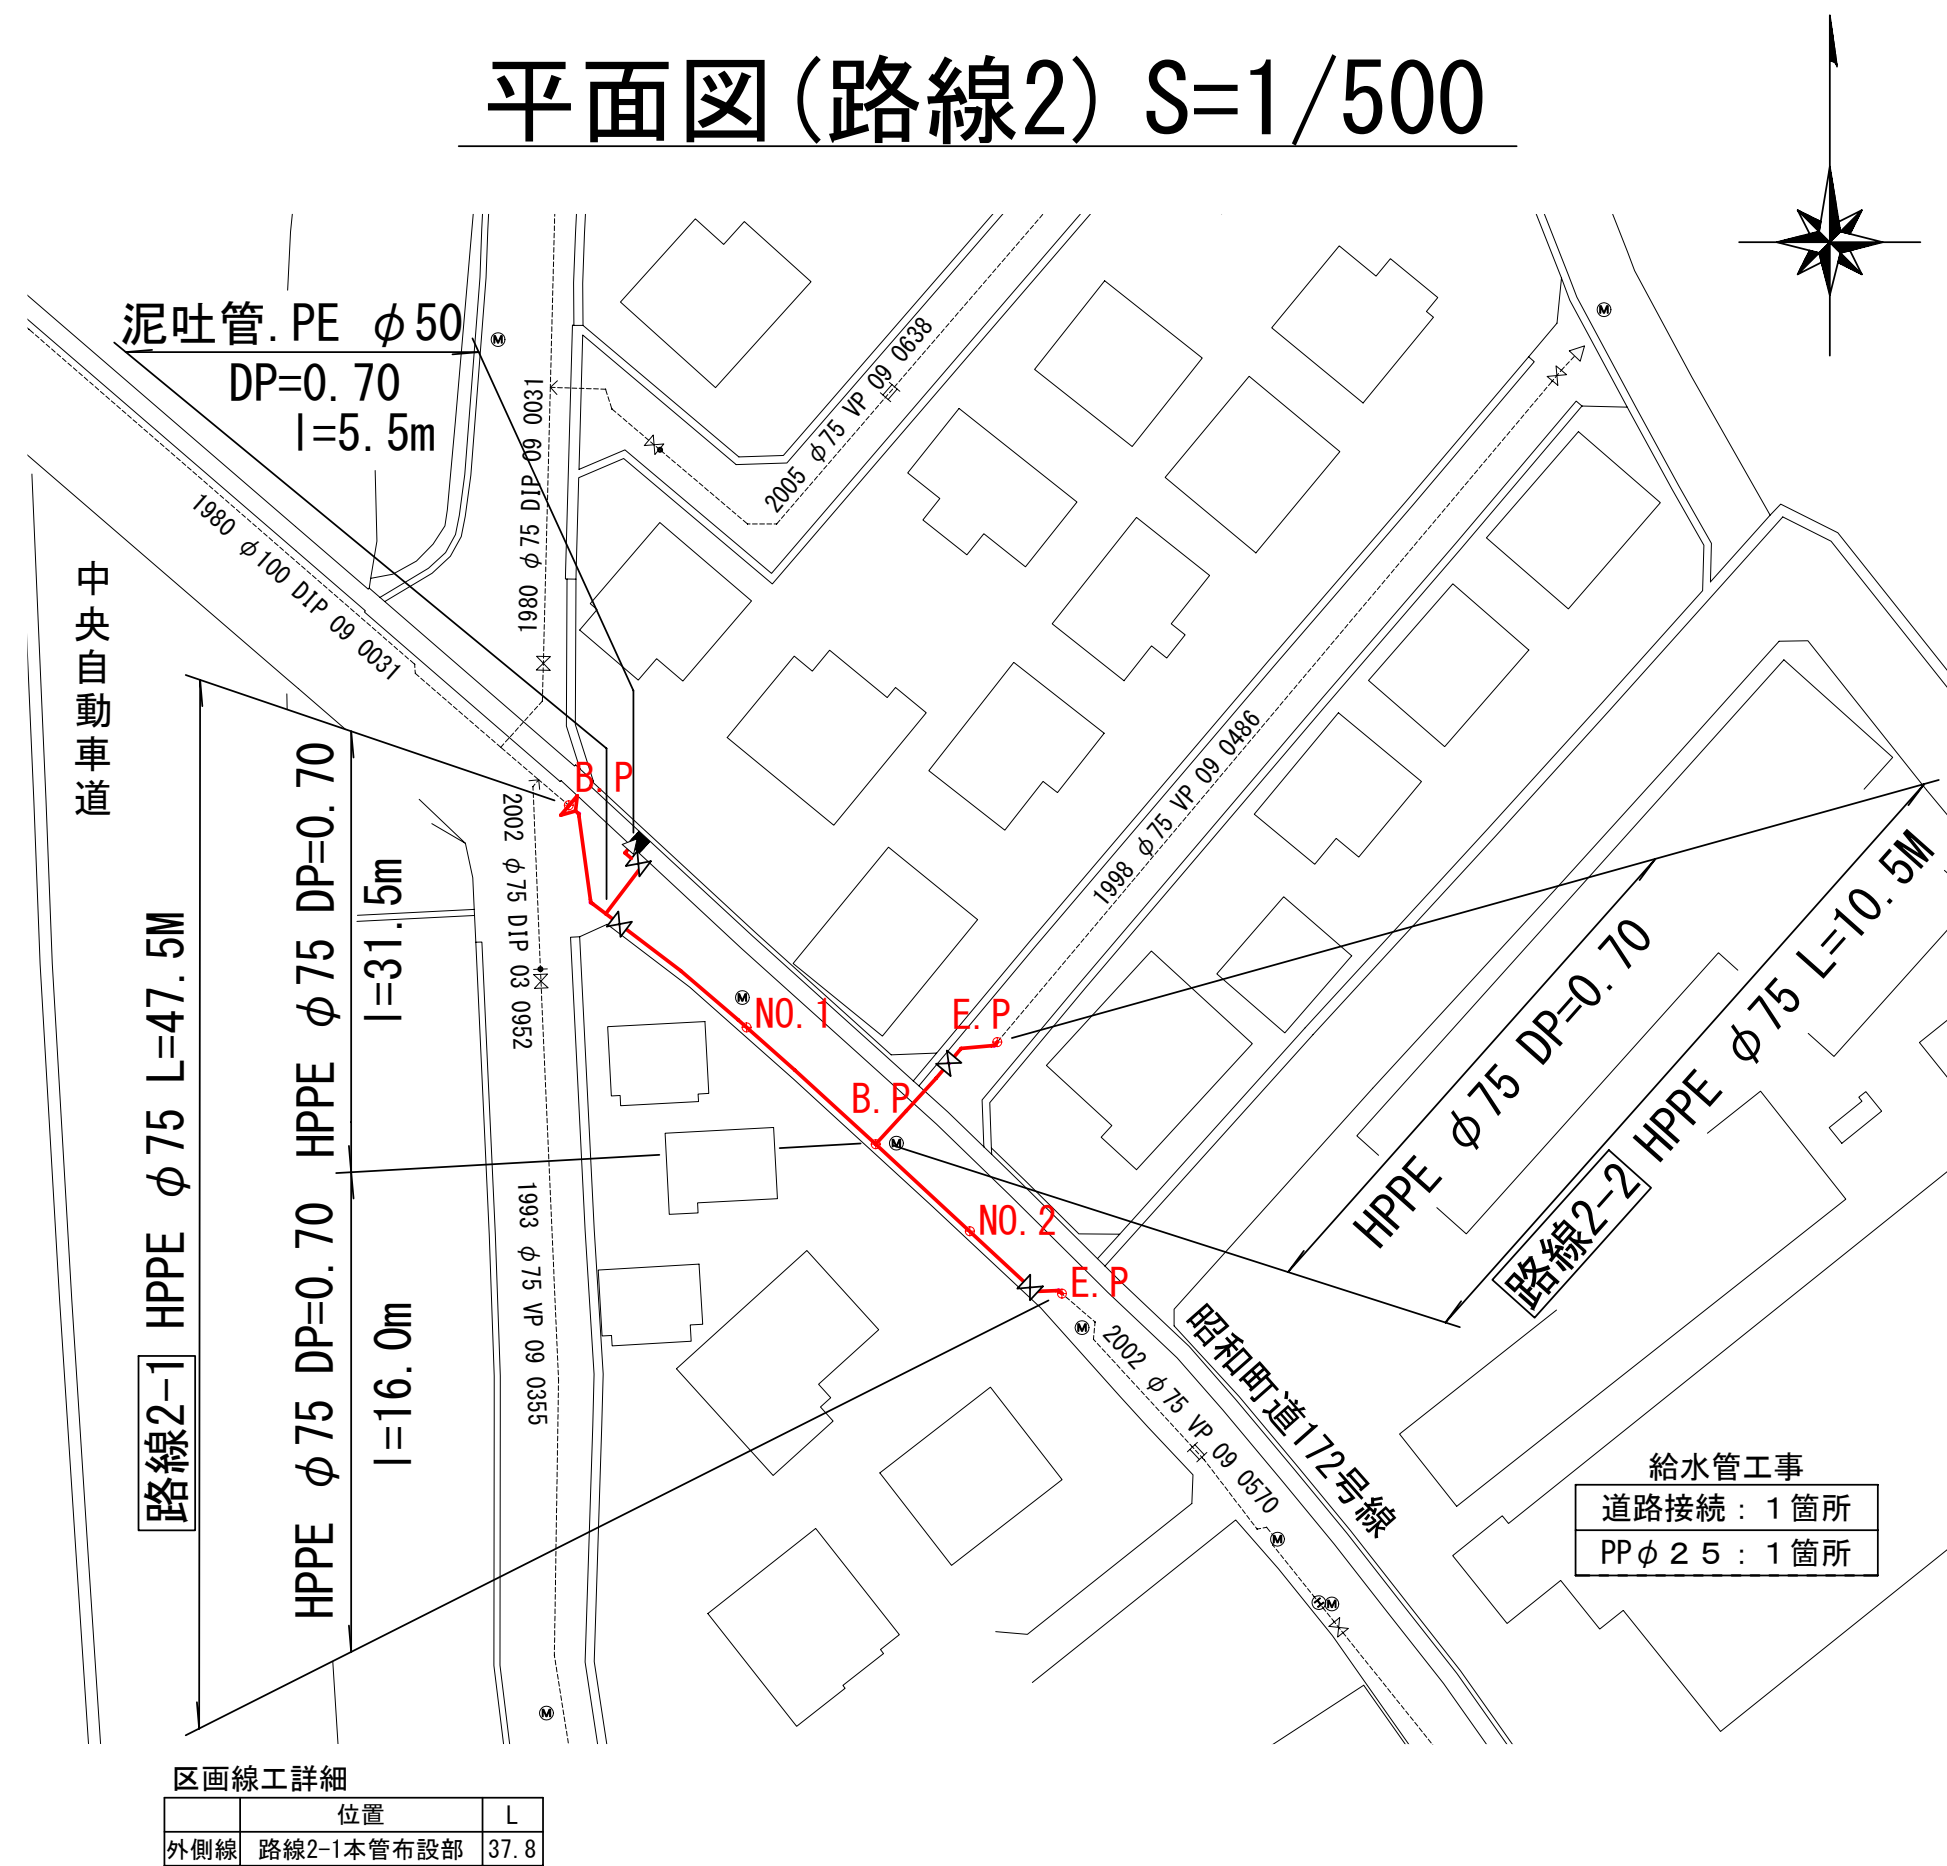 平面図(路線2) S=1/500
泥吐管.PE φ50
DP=0.70
l=5.5m
中央自動車道
1980 φ100 DIP 09 0031
1980 φ75 DIP 09 0031
2005 φ75 VP 09 0638
1998 φ75 VP 09 0486
2002 φ75 DIP 03 0952
1993 φ75 VP 09 0355
2002 φ75 VP 09 0570
B.P
NO.1
E.P
B.P
NO.2
E.P
M
M
M
M
M
M
M
M
路線2-1 HPPE φ75 L=47.5M
HPPE φ75 DP=0.70
l=31.5m
HPPE φ75 DP=0.70
l=16.0m
HPPE φ75 DP=0.70
路線2-2 HPPE φ75 L=10.5M
昭和町道172号線
給水管工事
道路接続：１箇所
PPφ２５：１箇所
区画線工詳細
位置 L
外側線 路線2-1本管布設部 37.8